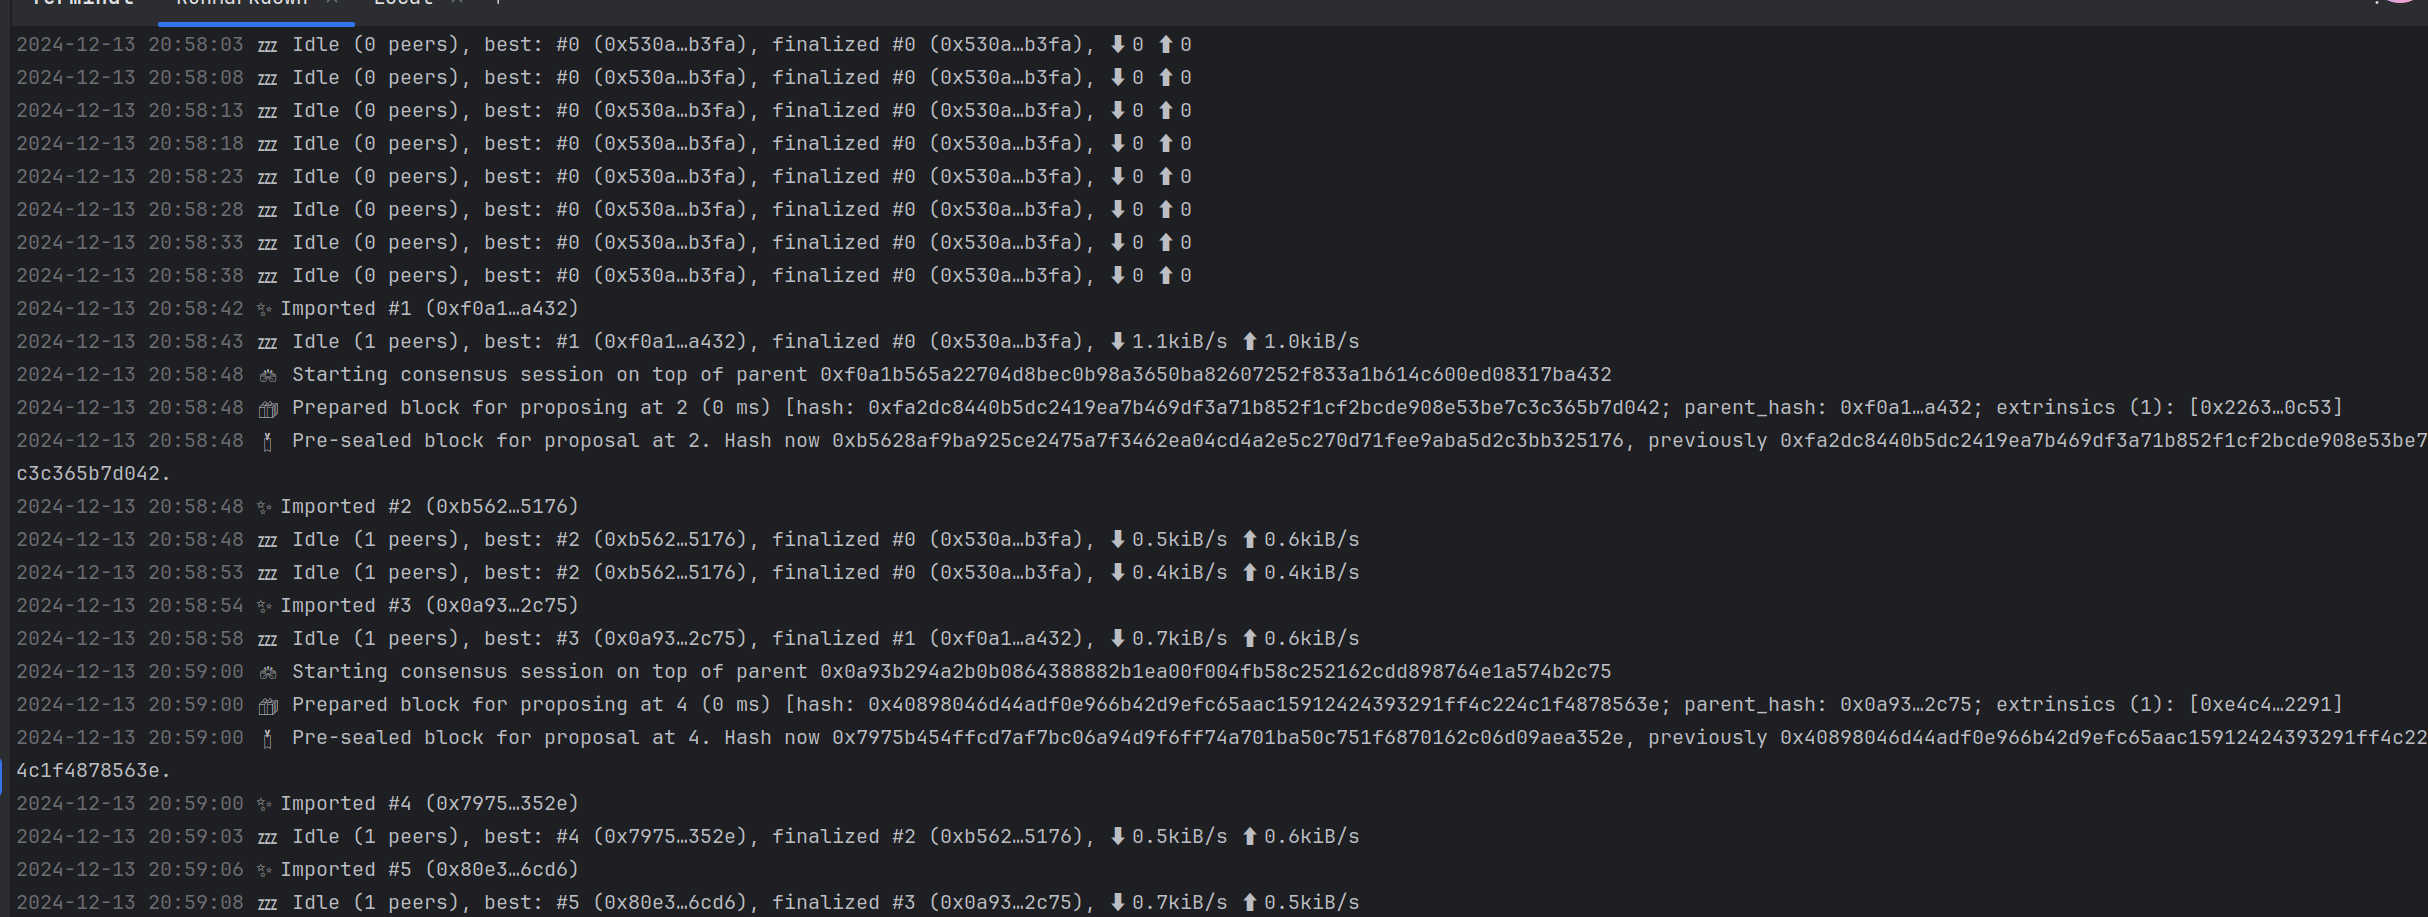 Terminal RunMarkdown × Local × +
2024-12-13 20:58:03 💤 Idle (0 peers), best: #0 (0x530a…b3fa), finalized #0 (0x530a…b3fa), ⬇ 0 ⬆ 0
2024-12-13 20:58:08 💤 Idle (0 peers), best: #0 (0x530a…b3fa), finalized #0 (0x530a…b3fa), ⬇ 0 ⬆ 0
2024-12-13 20:58:13 💤 Idle (0 peers), best: #0 (0x530a…b3fa), finalized #0 (0x530a…b3fa), ⬇ 0 ⬆ 0
2024-12-13 20:58:18 💤 Idle (0 peers), best: #0 (0x530a…b3fa), finalized #0 (0x530a…b3fa), ⬇ 0 ⬆ 0
2024-12-13 20:58:23 💤 Idle (0 peers), best: #0 (0x530a…b3fa), finalized #0 (0x530a…b3fa), ⬇ 0 ⬆ 0
2024-12-13 20:58:28 💤 Idle (0 peers), best: #0 (0x530a…b3fa), finalized #0 (0x530a…b3fa), ⬇ 0 ⬆ 0
2024-12-13 20:58:33 💤 Idle (0 peers), best: #0 (0x530a…b3fa), finalized #0 (0x530a…b3fa), ⬇ 0 ⬆ 0
2024-12-13 20:58:38 💤 Idle (0 peers), best: #0 (0x530a…b3fa), finalized #0 (0x530a…b3fa), ⬇ 0 ⬆ 0
2024-12-13 20:58:42 ✨ Imported #1 (0xf0a1…a432)
2024-12-13 20:58:43 💤 Idle (1 peers), best: #1 (0xf0a1…a432), finalized #0 (0x530a…b3fa), ⬇ 1.1kiB/s ⬆ 1.0kiB/s
2024-12-13 20:58:48 🙌 Starting consensus session on top of parent 0xf0a1b565a22704d8bec0b98a3650ba82607252f833a1b614c600ed08317ba432
2024-12-13 20:58:48 🎁 Prepared block for proposing at 2 (0 ms) [hash: 0xfa2dc8440b5dc2419ea7b469df3a71b852f1cf2bcde908e53be7c3c365b7d042; parent_hash: 0xf0a1…a432; extrinsics (1): [0x2263…0c53]
2024-12-13 20:58:48 🔖 Pre-sealed block for proposal at 2. Hash now 0xb5628af9ba925ce2475a7f3462ea04cd4a2e5c270d71fee9aba5d2c3bb325176, previously 0xfa2dc8440b5dc2419ea7b469df3a71b852f1cf2bcde908e53be7
c3c365b7d042.
2024-12-13 20:58:48 ✨ Imported #2 (0xb562…5176)
2024-12-13 20:58:48 💤 Idle (1 peers), best: #2 (0xb562…5176), finalized #0 (0x530a…b3fa), ⬇ 0.5kiB/s ⬆ 0.6kiB/s
2024-12-13 20:58:53 💤 Idle (1 peers), best: #2 (0xb562…5176), finalized #0 (0x530a…b3fa), ⬇ 0.4kiB/s ⬆ 0.4kiB/s
2024-12-13 20:58:54 ✨ Imported #3 (0x0a93…2c75)
2024-12-13 20:58:58 💤 Idle (1 peers), best: #3 (0x0a93…2c75), finalized #1 (0xf0a1…a432), ⬇ 0.7kiB/s ⬆ 0.6kiB/s
2024-12-13 20:59:00 🙌 Starting consensus session on top of parent 0x0a93b294a2b0b0864388882b1ea00f004fb58c252162cdd898764e1a574b2c75
2024-12-13 20:59:00 🎁 Prepared block for proposing at 4 (0 ms) [hash: 0x40898046d44adf0e966b42d9efc65aac15912424393291ff4c224c1f4878563e; parent_hash: 0x0a93…2c75; extrinsics (1): [0xe4c4…2291]
2024-12-13 20:59:00 🔖 Pre-sealed block for proposal at 4. Hash now 0x7975b454ffcd7af7bc06a94d9f6ff74a701ba50c751f6870162c06d09aea352e, previously 0x40898046d44adf0e966b42d9efc65aac15912424393291ff4c22
4c1f4878563e.
2024-12-13 20:59:00 ✨ Imported #4 (0x7975…352e)
2024-12-13 20:59:03 💤 Idle (1 peers), best: #4 (0x7975…352e), finalized #2 (0xb562…5176), ⬇ 0.5kiB/s ⬆ 0.6kiB/s
2024-12-13 20:59:06 ✨ Imported #5 (0x80e3…6cd6)
2024-12-13 20:59:08 💤 Idle (1 peers), best: #5 (0x80e3…6cd6), finalized #3 (0x0a93…2c75), ⬇ 0.7kiB/s ⬆ 0.5kiB/s